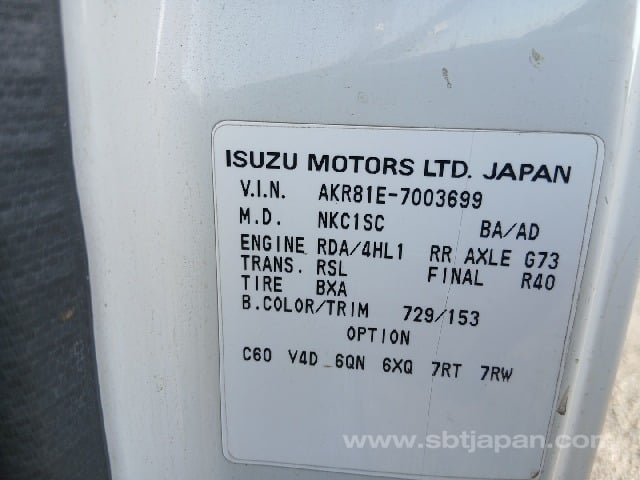 ISUZU MOTORS LTD. JAPAN
V.I.N. AKR81E-7003699
M.D. NKC1SC BA/AD
ENGINE RDA/4HL1 RR AXLE G73
TRANS. RSL FINAL R40
TIRE BXA
B.COLOR/TRIM 729/153
OPTION
C60 V4D 6QN 6XQ 7RT 7RW
www.sbtjapan.com